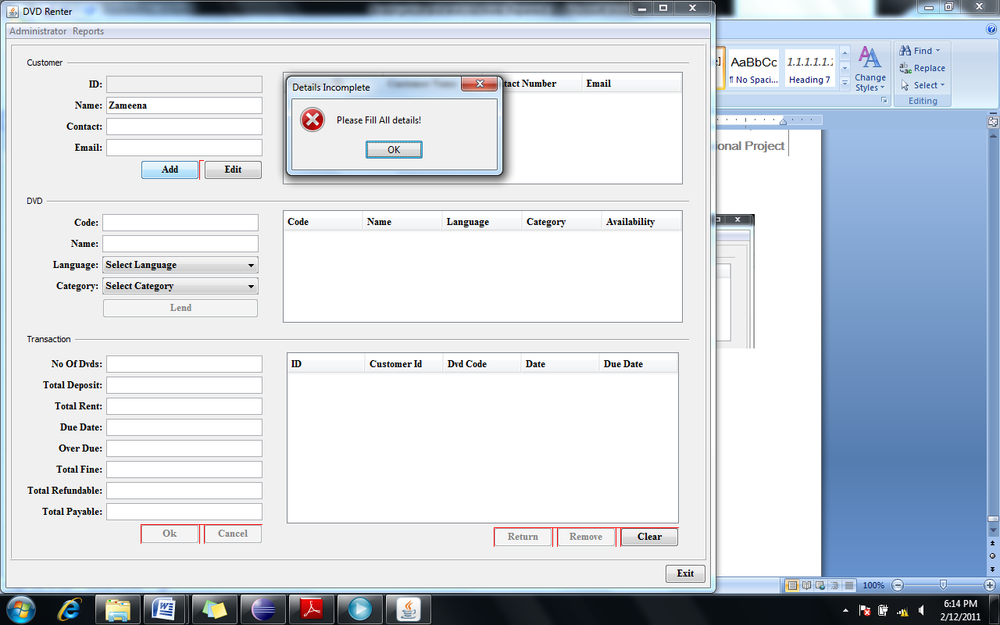 DVD Renter
Administrator Reports
Customer
ID:
Name: Zameena
Contact:
Email:
Add Edit
Contact Number Email
Details Incomplete
Please Fill All details!
OK
DVD
Code:
Name:
Language: Select Language
Category: Select Category
Lend
Code Name Language Category Availability
Transaction
No Of Dvds:
Total Deposit:
Total Rent:
Due Date:
Over Due:
Total Fine:
Total Refundable:
Total Payable:
Ok Cancel
ID Customer Id Dvd Code Date Due Date
Return Remove Clear
Exit
AaBbCc 1.1.1.1.1.1
¶ No Spaci... Heading 7
Change
Styles
Find
Replace
Select
Editing
onal Project
100%
6:14 PM
2/12/2011